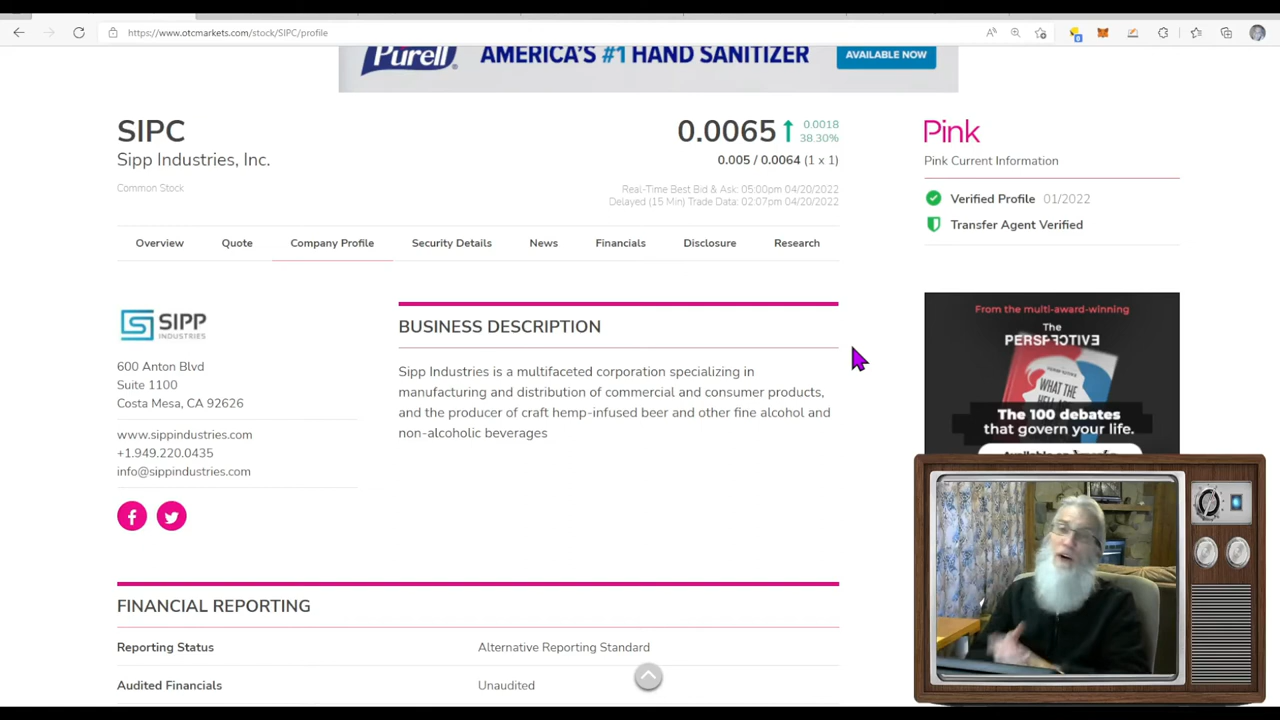 https://www.otcmarkets.com/stock/SIPC/profile
Purell
AMERICA'S #1 HAND SANITIZER
AVAILABLE NOW
SIPC
Sipp Industries, Inc.
Common Stock
0.0065
0.0018
38.30%
0.005 / 0.0064 (1 x 1)
Real-Time Best Bid & Ask: 05:00pm 04/20/2022
Delayed (15 Min) Trade Data: 02:07pm 04/20/2022
Pink
Pink Current Information
Verified Profile 01/2022
Transfer Agent Verified
Overview Quote Company Profile Security Details News Financials Disclosure Research
SIPP
INDUSTRIES
600 Anton Blvd
Suite 1100
Costa Mesa, CA 92626
www.sippindustries.com
+1.949.220.0435
info@sippindustries.com
BUSINESS DESCRIPTION
Sipp Industries is a multifaceted corporation specializing in
manufacturing and distribution of commercial and consumer products,
and the producer of craft hemp-infused beer and other fine alcohol and
non-alcoholic beverages
From the multi-award-winning
The
PERSPECTIVE
WHAT THE
The 100 debates
that govern your life.
FINANCIAL REPORTING
Reporting Status Alternative Reporting Standard
Audited Financials Unaudited